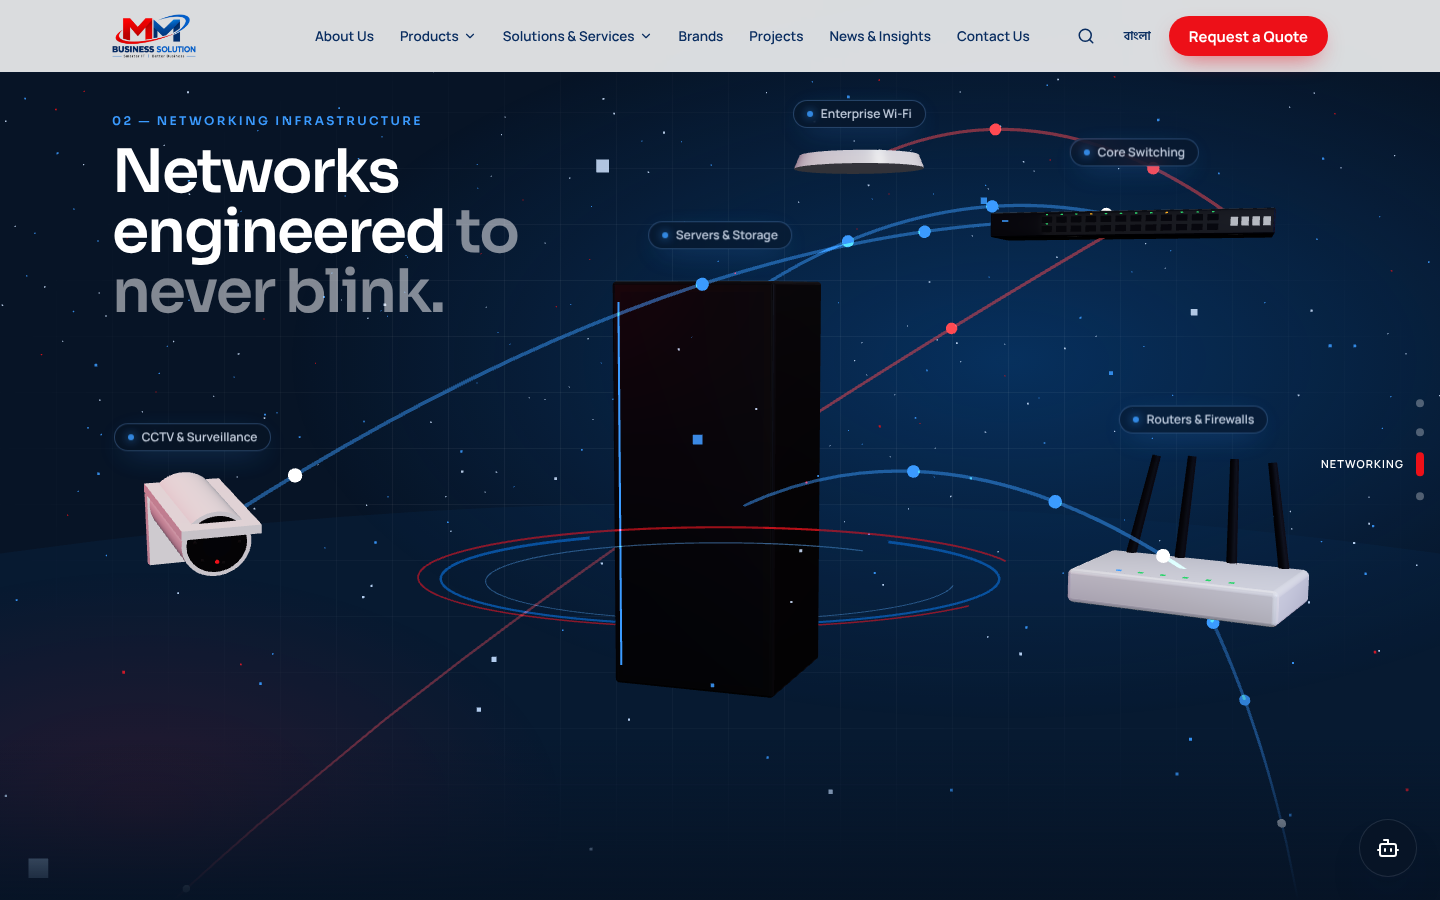 MM
BUSINESS SOLUTION
About Us
Products
Solutions & Services
Brands
Projects
News & Insights
Contact Us
বাংলা
Request a Quote
02 — NETWORKING INFRASTRUCTURE
Networks
engineered to
never blink.
Enterprise Wi-Fi
Core Switching
Servers & Storage
CCTV & Surveillance
Routers & Firewalls
NETWORKING